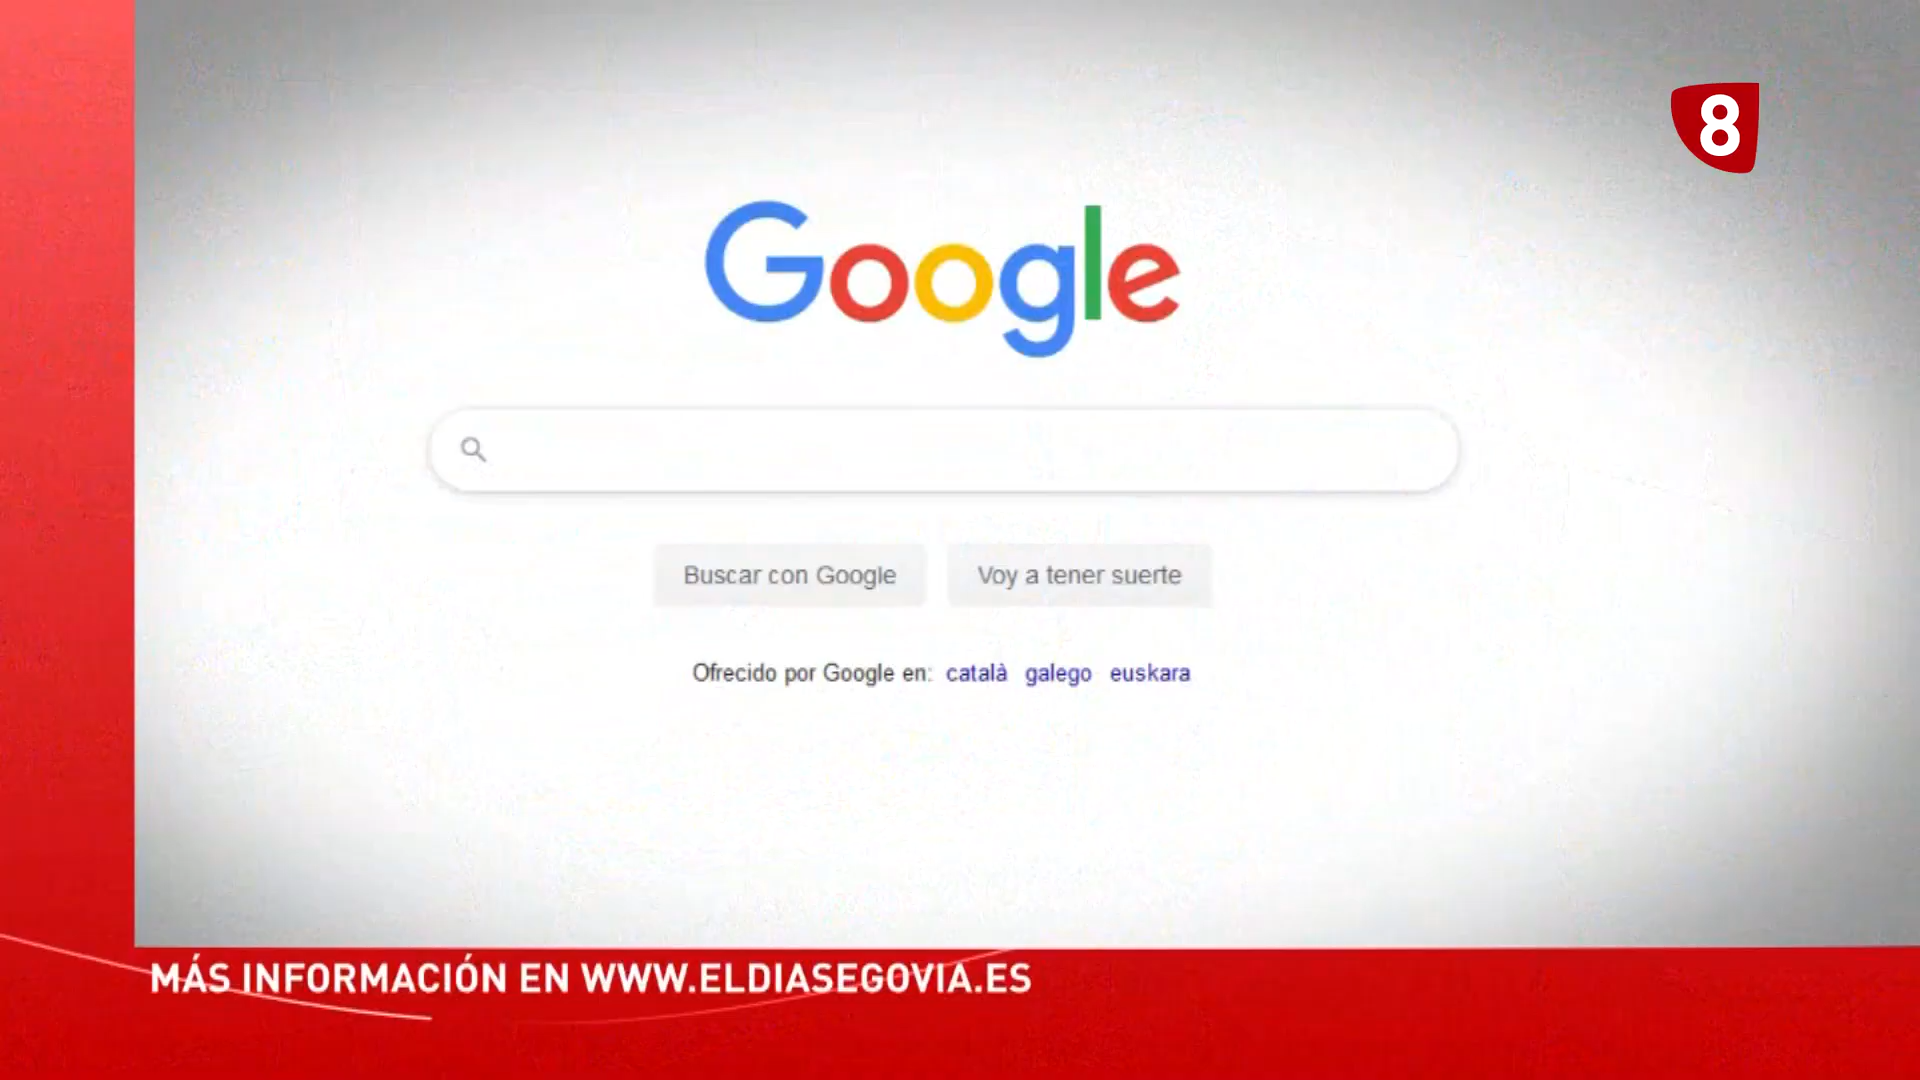 8
Google
Buscar con Google
Voy a tener suerte
Ofrecido por Google en: català galego euskara
MÁS INFORMACIÓN EN WWW.ELDIASEGOVIA.ES